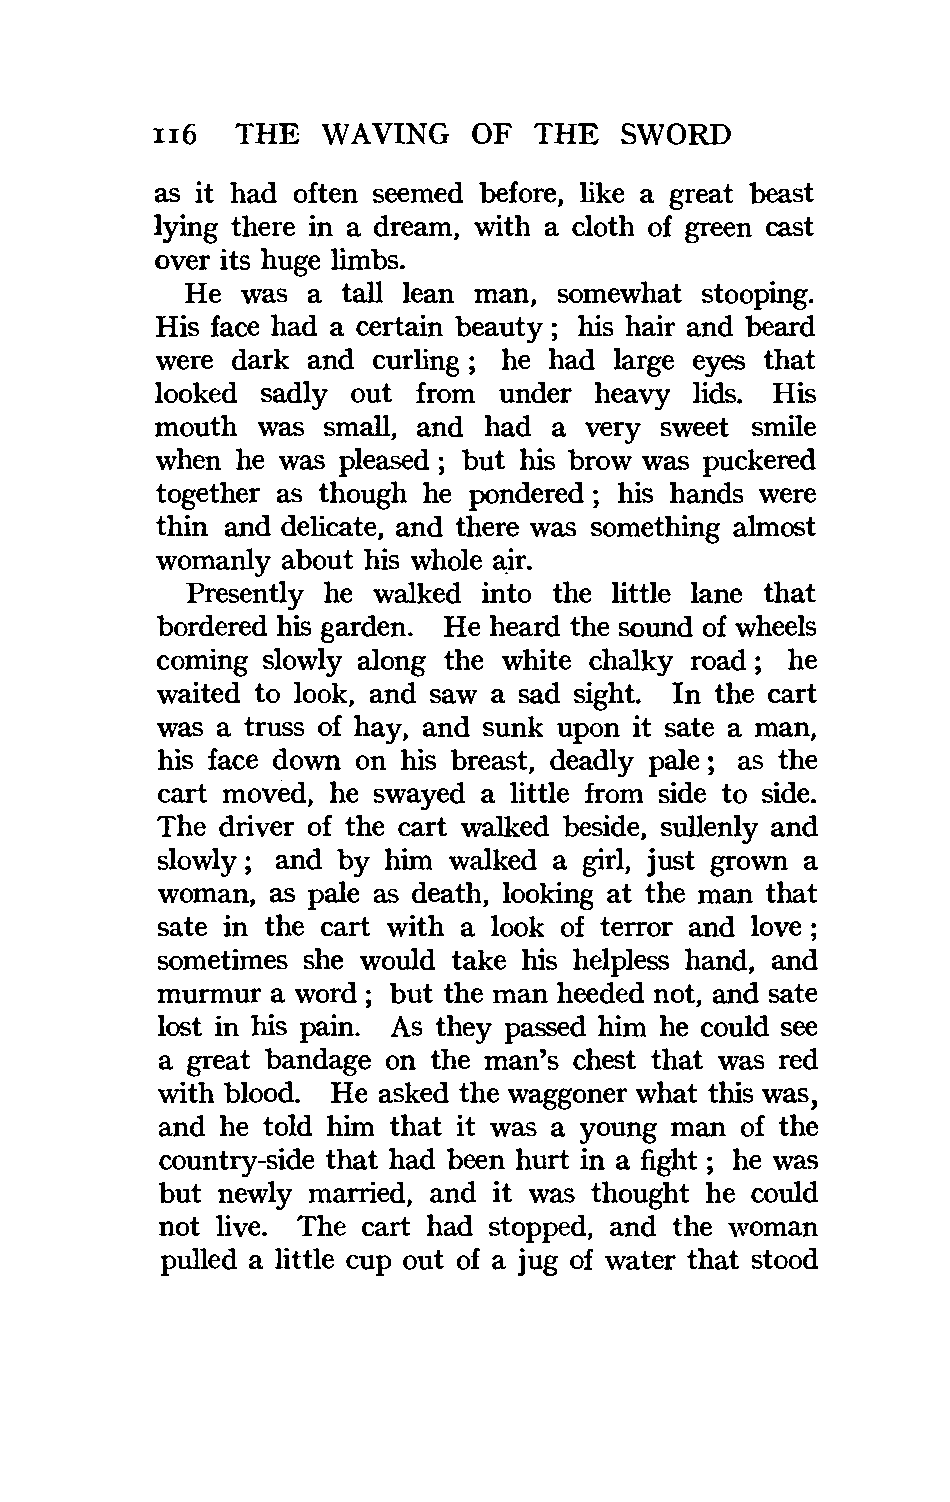 116 THE WAVING OF THE SWORD
as it had often seemed before, like a great beast
lying there in a dream, with a cloth of green cast
over its huge limbs.
He was a tall lean man, somewhat stooping.
His face had a certain beauty ; his hair and beard
were dark and curling ; he had large eyes that
looked sadly out from under heavy lids. His
mouth was small, and had a very sweet smile
when he was pleased ; but his brow was puckered
together as though he pondered ; his hands were
thin and delicate, and there was something almost
womanly about his whole air.
Presently he walked into the little lane that
bordered his garden. He heard the sound of wheels
coming slowly along the white chalky road ; he
waited to look, and saw a sad sight. In the cart
was a truss of hay, and sunk upon it sate a man,
his face down on his breast, deadly pale ; as the
cart moved, he swayed a little from side to side.
The driver of the cart walked beside, sullenly and
slowly ; and by him walked a girl, just grown a
woman, as pale as death, looking at the man that
sate in the cart with a look of terror and love ;
sometimes she would take his helpless hand, and
murmur a word ; but the man heeded not, and sate
lost in his pain. As they passed him he could see
a great bandage on the man's chest that was red
with blood. He asked the waggoner what this was,
and he told him that it was a young man of the
country-side that had been hurt in a fight ; he was
but newly married, and it was thought he could
not live. The cart had stopped, and the woman
pulled a little cup out of a jug of water that stood